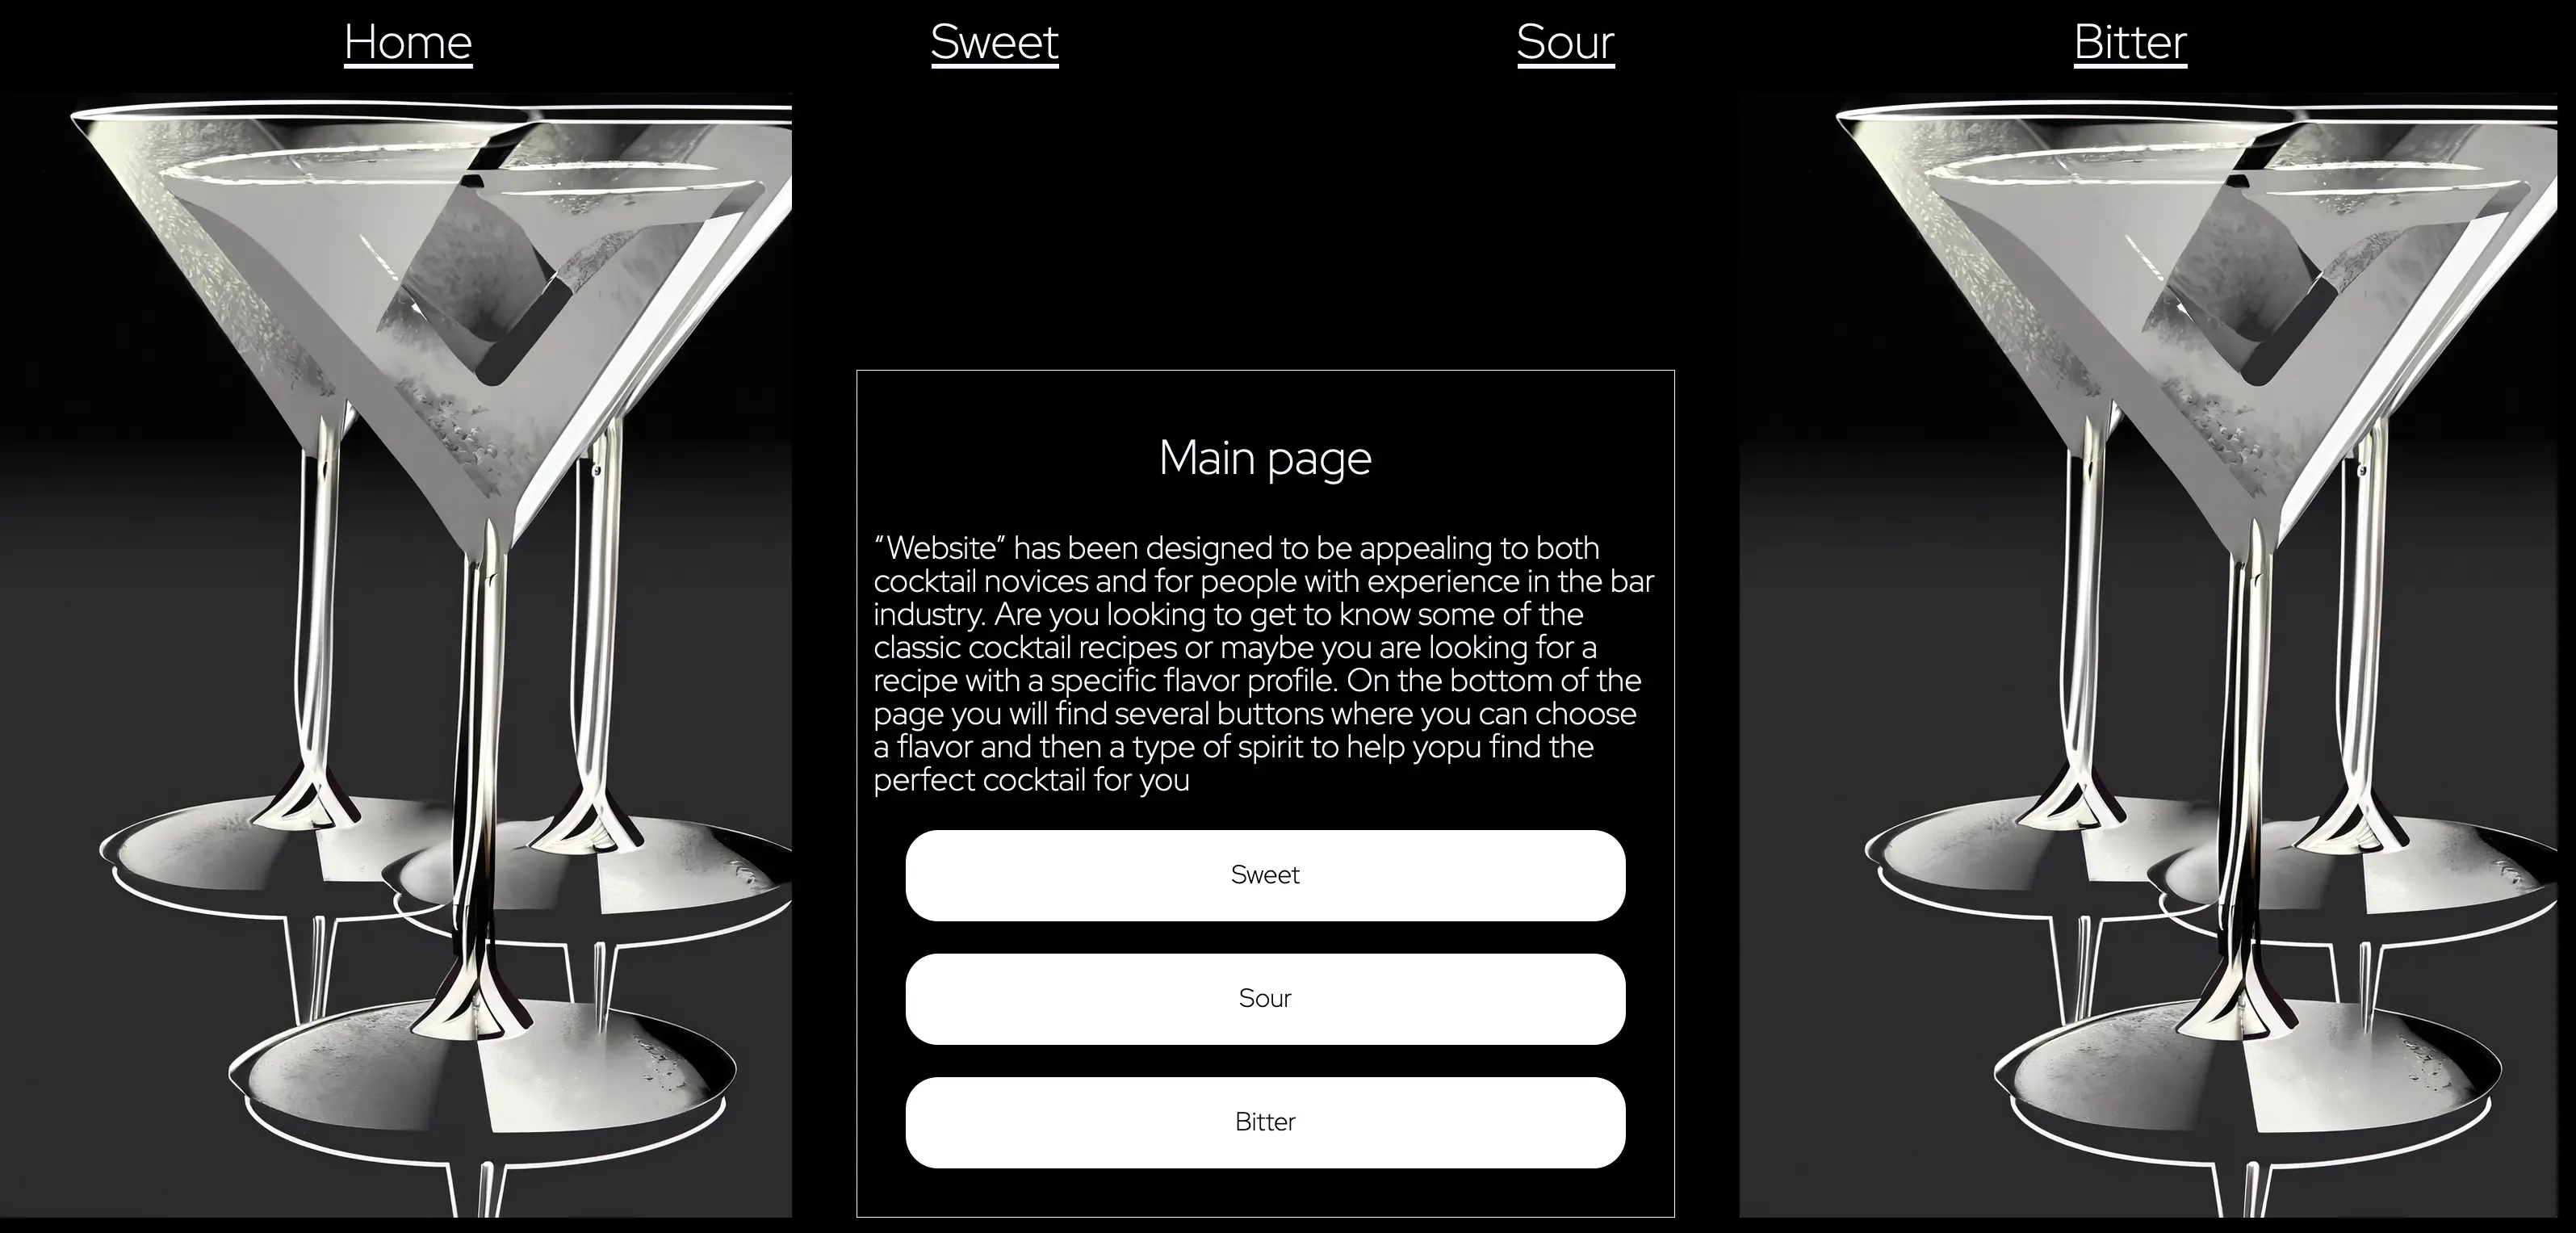 Home
Sweet
Sour
Bitter
Main page
“Website” has been designed to be appealing to both
cocktail novices and for people with experience in the bar
industry. Are you looking to get to know some of the
classic cocktail recipes or maybe you are looking for a
recipe with a specific flavor profile. On the bottom of the
page you will find several buttons where you can choose
a flavor and then a type of spirit to help yopu find the
perfect cocktail for you
Sweet
Sour
Bitter